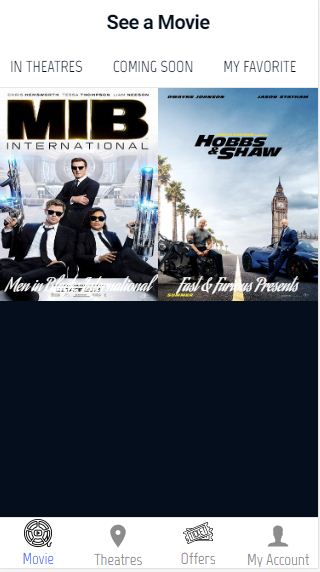 See a Movie
IN THEATRES COMING SOON MY FAVORITE
CHRIS HEMSWORTH TESSA THOMPSON LIAM NEESON
MIB
INTERNATIONAL
Men in Black: International
DWAYNE JOHNSON JASON STATHAM
HOBBS
& SHAW
Fast & Furious Presents
SUMMER
Movie Theatres Offers My Account